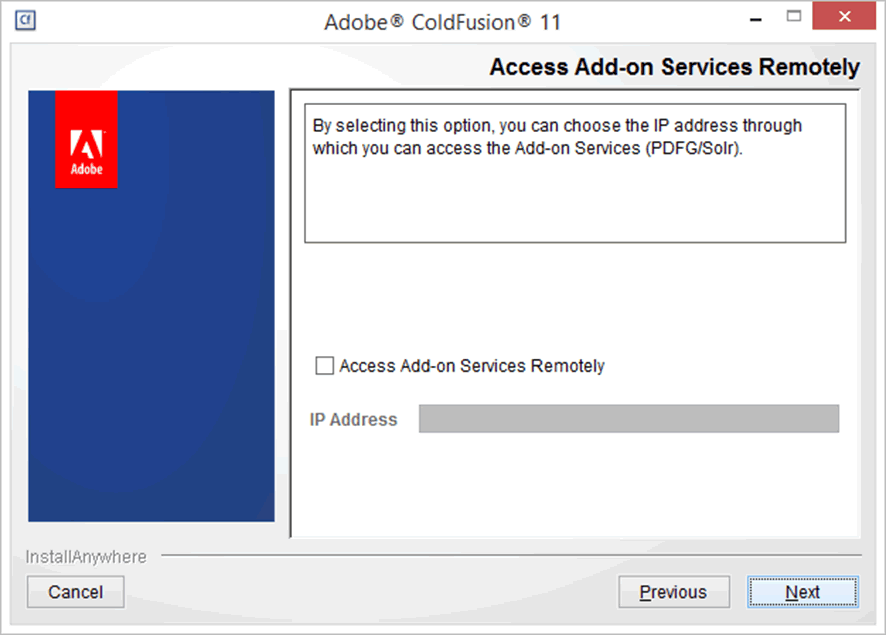 Cf
Adobe® ColdFusion® 11
Access Add-on Services Remotely
Adobe
By selecting this option, you can choose the IP address through
which you can access the Add-on Services (PDFG/Solr).
Access Add-on Services Remotely
IP Address
InstallAnywhere
Cancel
Previous
Next